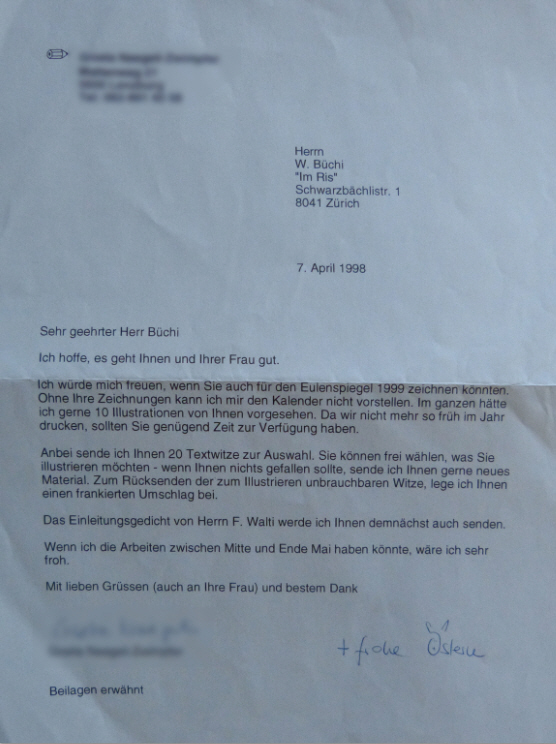 Herrn
W. Büchi
"Im Ris"
Schwarzbächlistr. 1
8041 Zürich
7. April 1998
Sehr geehrter Herr Büchi
Ich hoffe, es geht Ihnen und Ihrer Frau gut.
Ich würde mich freuen, wenn Sie auch für den Eulenspiegel 1999 zeichnen könnten.
Ohne Ihre Zeichnungen kann ich mir den Kalender nicht vorstellen. Im ganzen hätte
ich gerne 10 Illustrationen von Ihnen vorgesehen. Da wir nicht mehr so früh im Jahr
drucken, sollten Sie genügend Zeit zur Verfügung haben.
Anbei sende ich Ihnen 20 Textwitze zur Auswahl. Sie können frei wählen, was Sie
illustrieren möchten - wenn Ihnen nichts gefallen sollte, sende ich Ihnen gerne neues
Material. Zum Rücksenden der zum Illustrieren unbrauchbaren Witze, lege ich Ihnen
einen frankierten Umschlag bei.
Das Einleitungsgedicht von Herrn F. Walti werde ich Ihnen demnächst auch senden.
Wenn ich die Arbeiten zwischen Mitte und Ende Mai haben könnte, wäre ich sehr
froh.
Mit lieben Grüssen (auch an Ihre Frau) und bestem Dank
+ frohe Ostern
Beilagen erwähnt